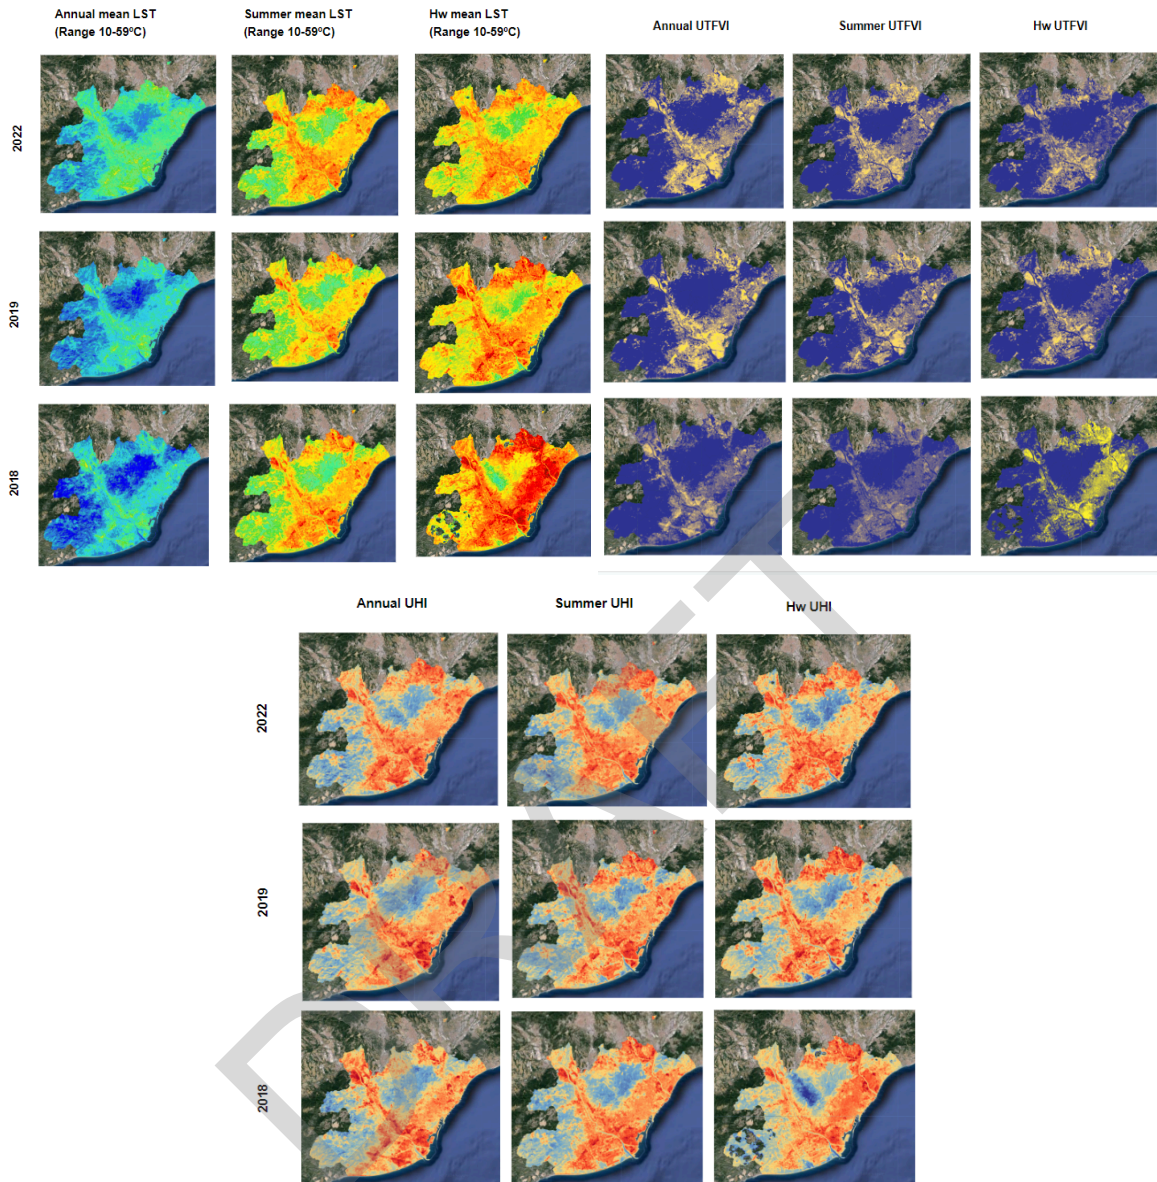 Annual mean LST
(Range 10-59ºC)
Summer mean LST
(Range 10-59ºC)
Hw mean LST
(Range 10-59ºC)
Annual UTFVI
Summer UTFVI
Hw UTFVI
2022
2019
2018
Annual UHI
Summer UHI
Hw UHI
2022
2019
2018
DRAFT